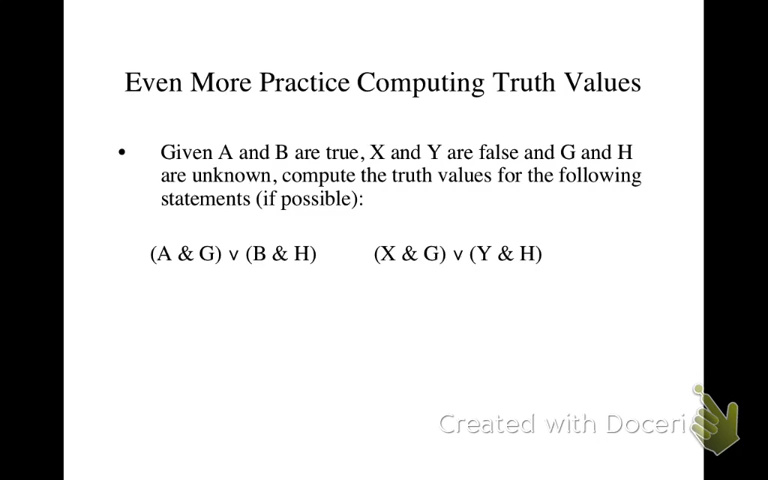 Even More Practice Computing Truth Values
• Given A and B are true, X and Y are false and G and H
are unknown, compute the truth values for the following
statements (if possible):
(A & G) v (B & H) (X & G) v (Y & H)
Created with Doceri